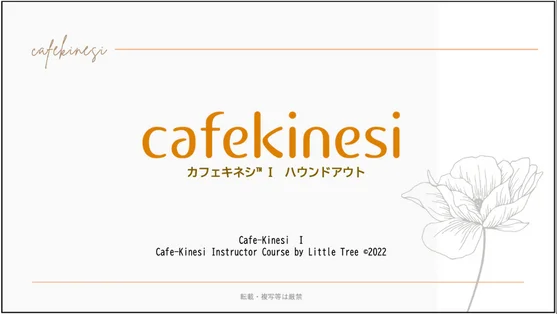 cafekinesi
cafekinesi
カフェキネシ™ Ⅰ　ハウンドアウト
Cafe-Kinesi　Ⅰ
Cafe-Kinesi Instructor Course by Little Tree ©2022
転載・複写等は厳禁